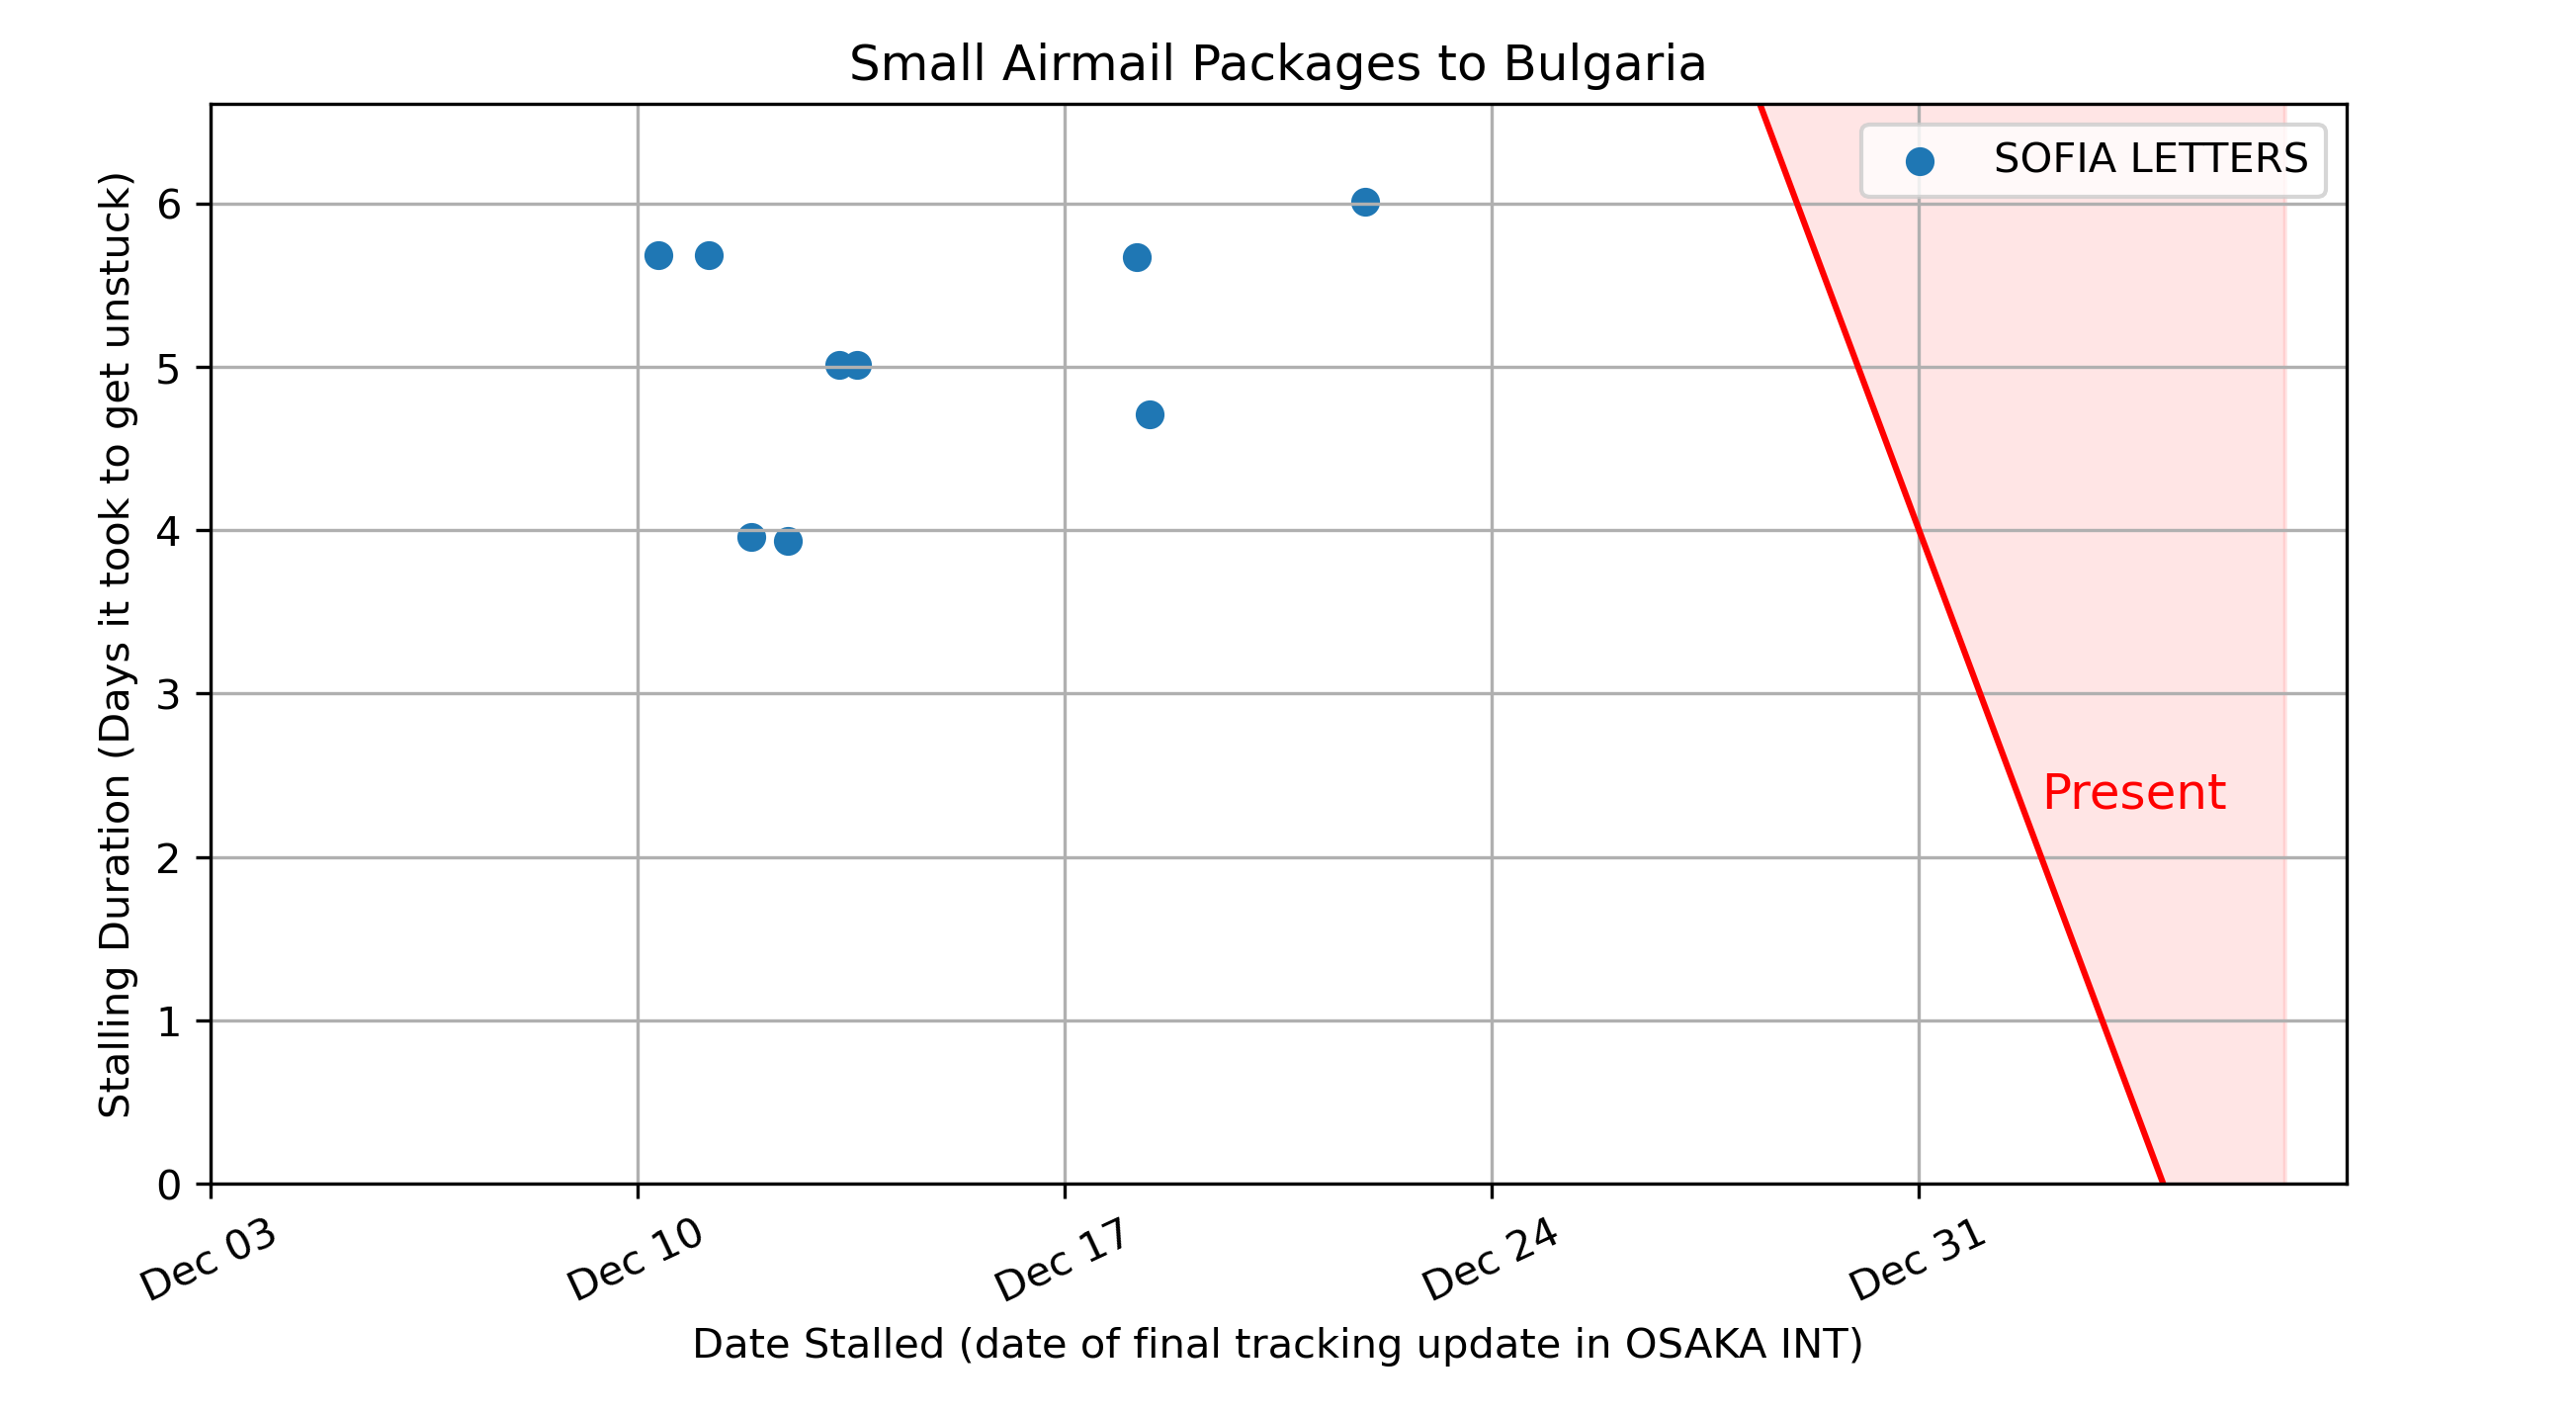 Small Airmail Packages to Bulgaria
SOFIA LETTERS
Stalling Duration (Days it took to get unstuck)
6
5
4
3
2
1
0
Present
Dec 03
Dec 10
Dec 17
Dec 24
Dec 31
Date Stalled (date of final tracking update in OSAKA INT)